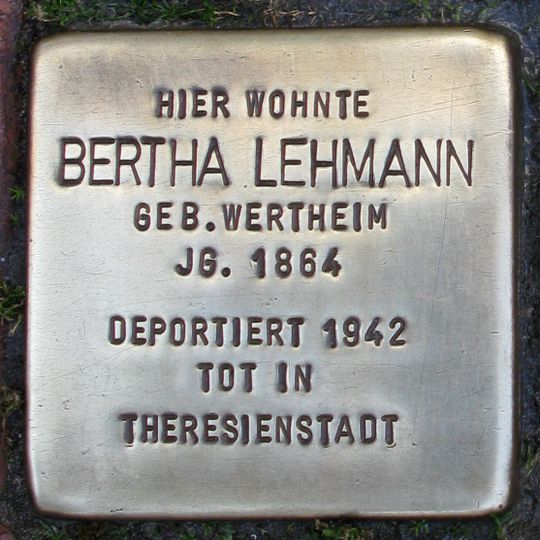 HIER WOHNTE
BERTHA LEHMANN
GEB.WERTHEIM
JG. 1864
DEPORTIERT 1942
TOT IN
THERESIENSTADT